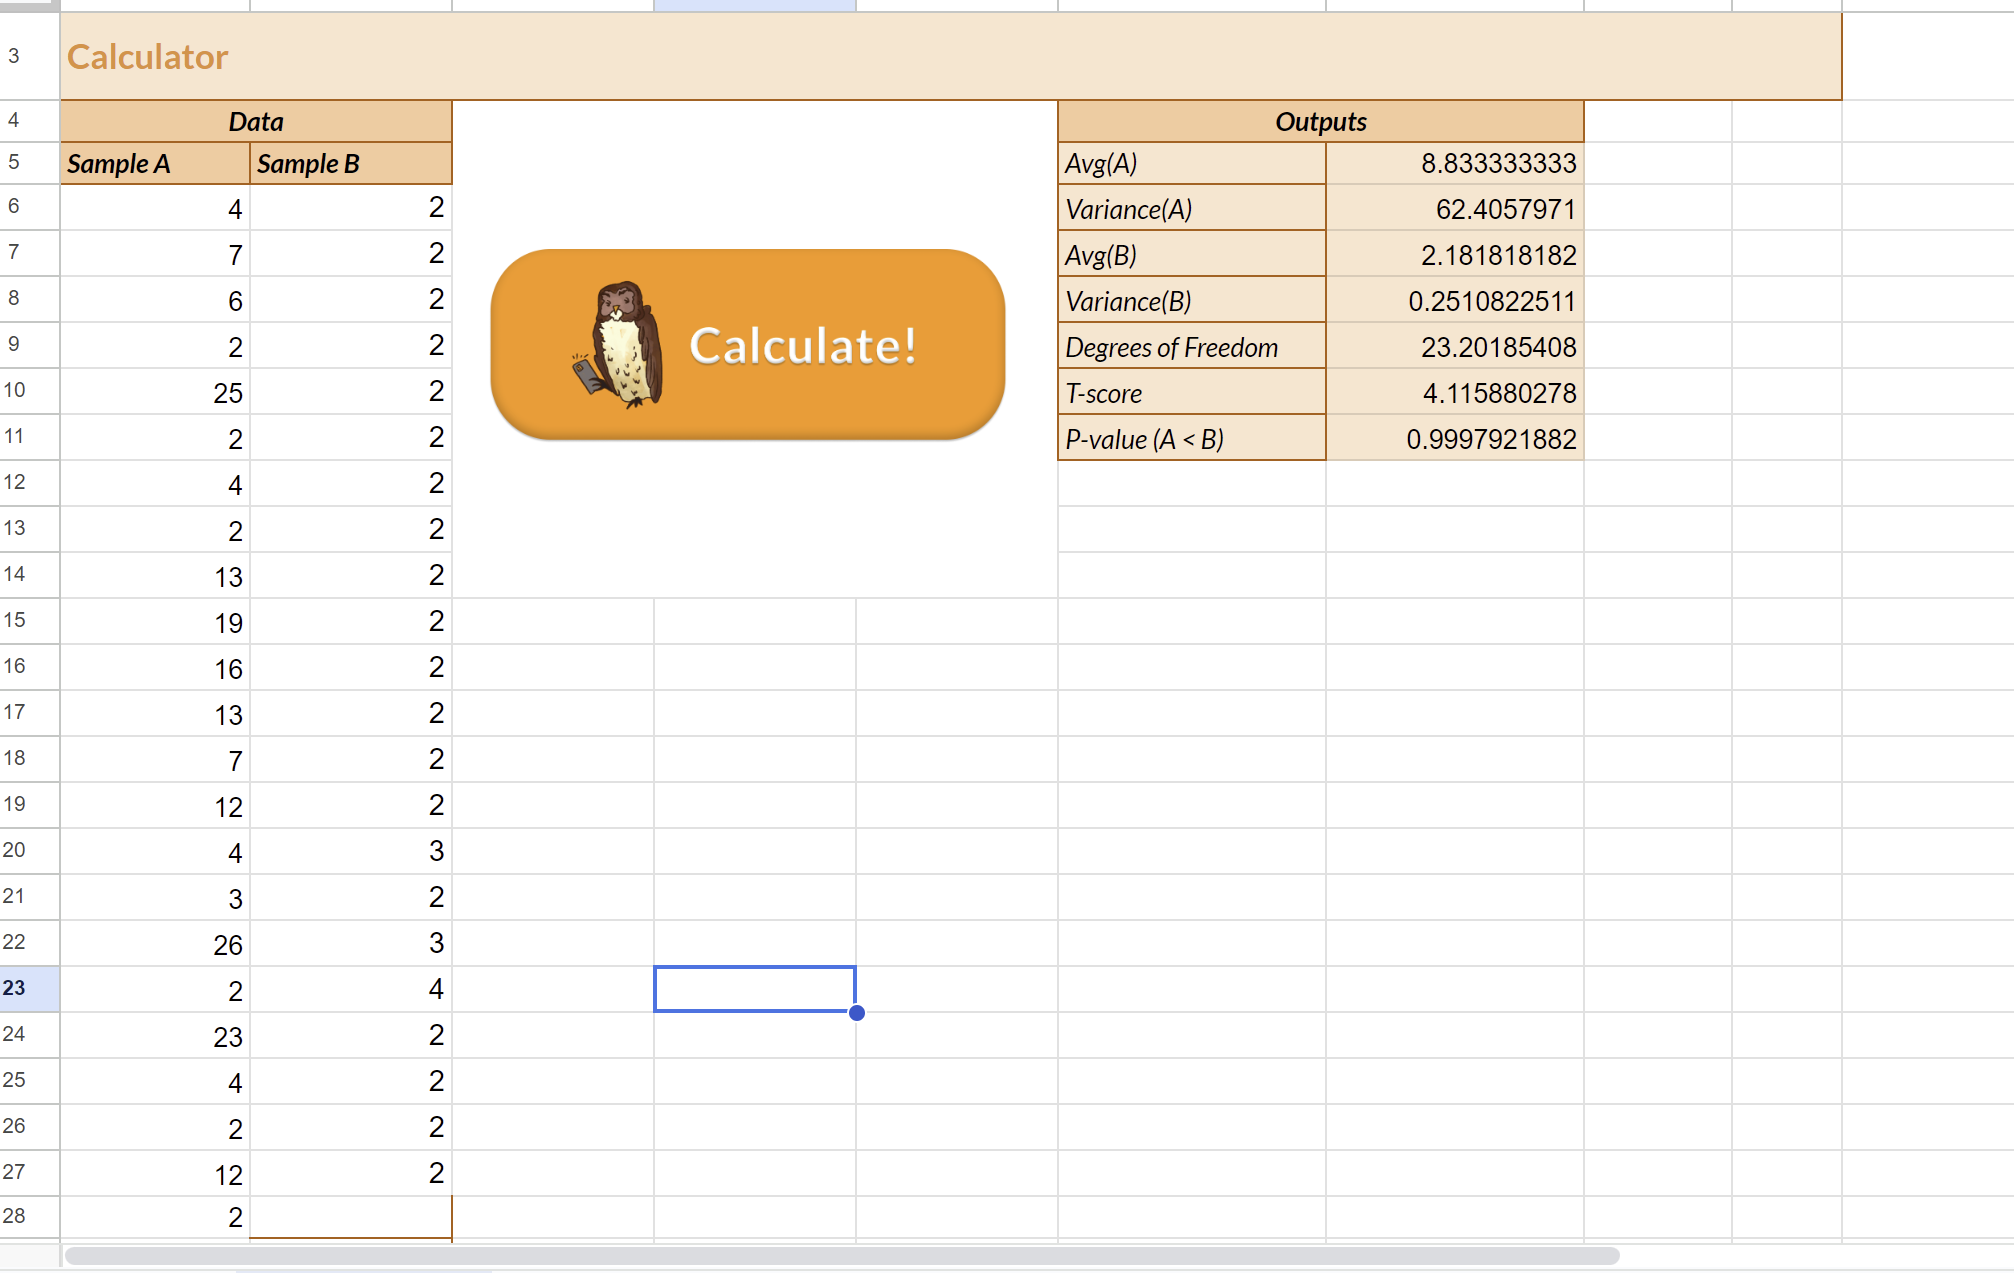 3 Calculator
4 Data Outputs
5 Sample A Sample B Avg(A) 8.833333333
6 4 2 Variance(A) 62.4057971
7 7 2 Avg(B) 2.181818182
8 6 2 Variance(B) 0.2510822511
9 2 2 Calculate! Degrees of Freedom 23.20185408
10 25 2 T-score 4.115880278
11 2 2 P-value (A < B) 0.9997921882
12 4 2
13 2 2
14 13 2
15 19 2
16 16 2
17 13 2
18 7 2
19 12 2
20 4 3
21 3 2
22 26 3
23 2 4
24 23 2
25 4 2
26 2 2
27 12 2
28 2